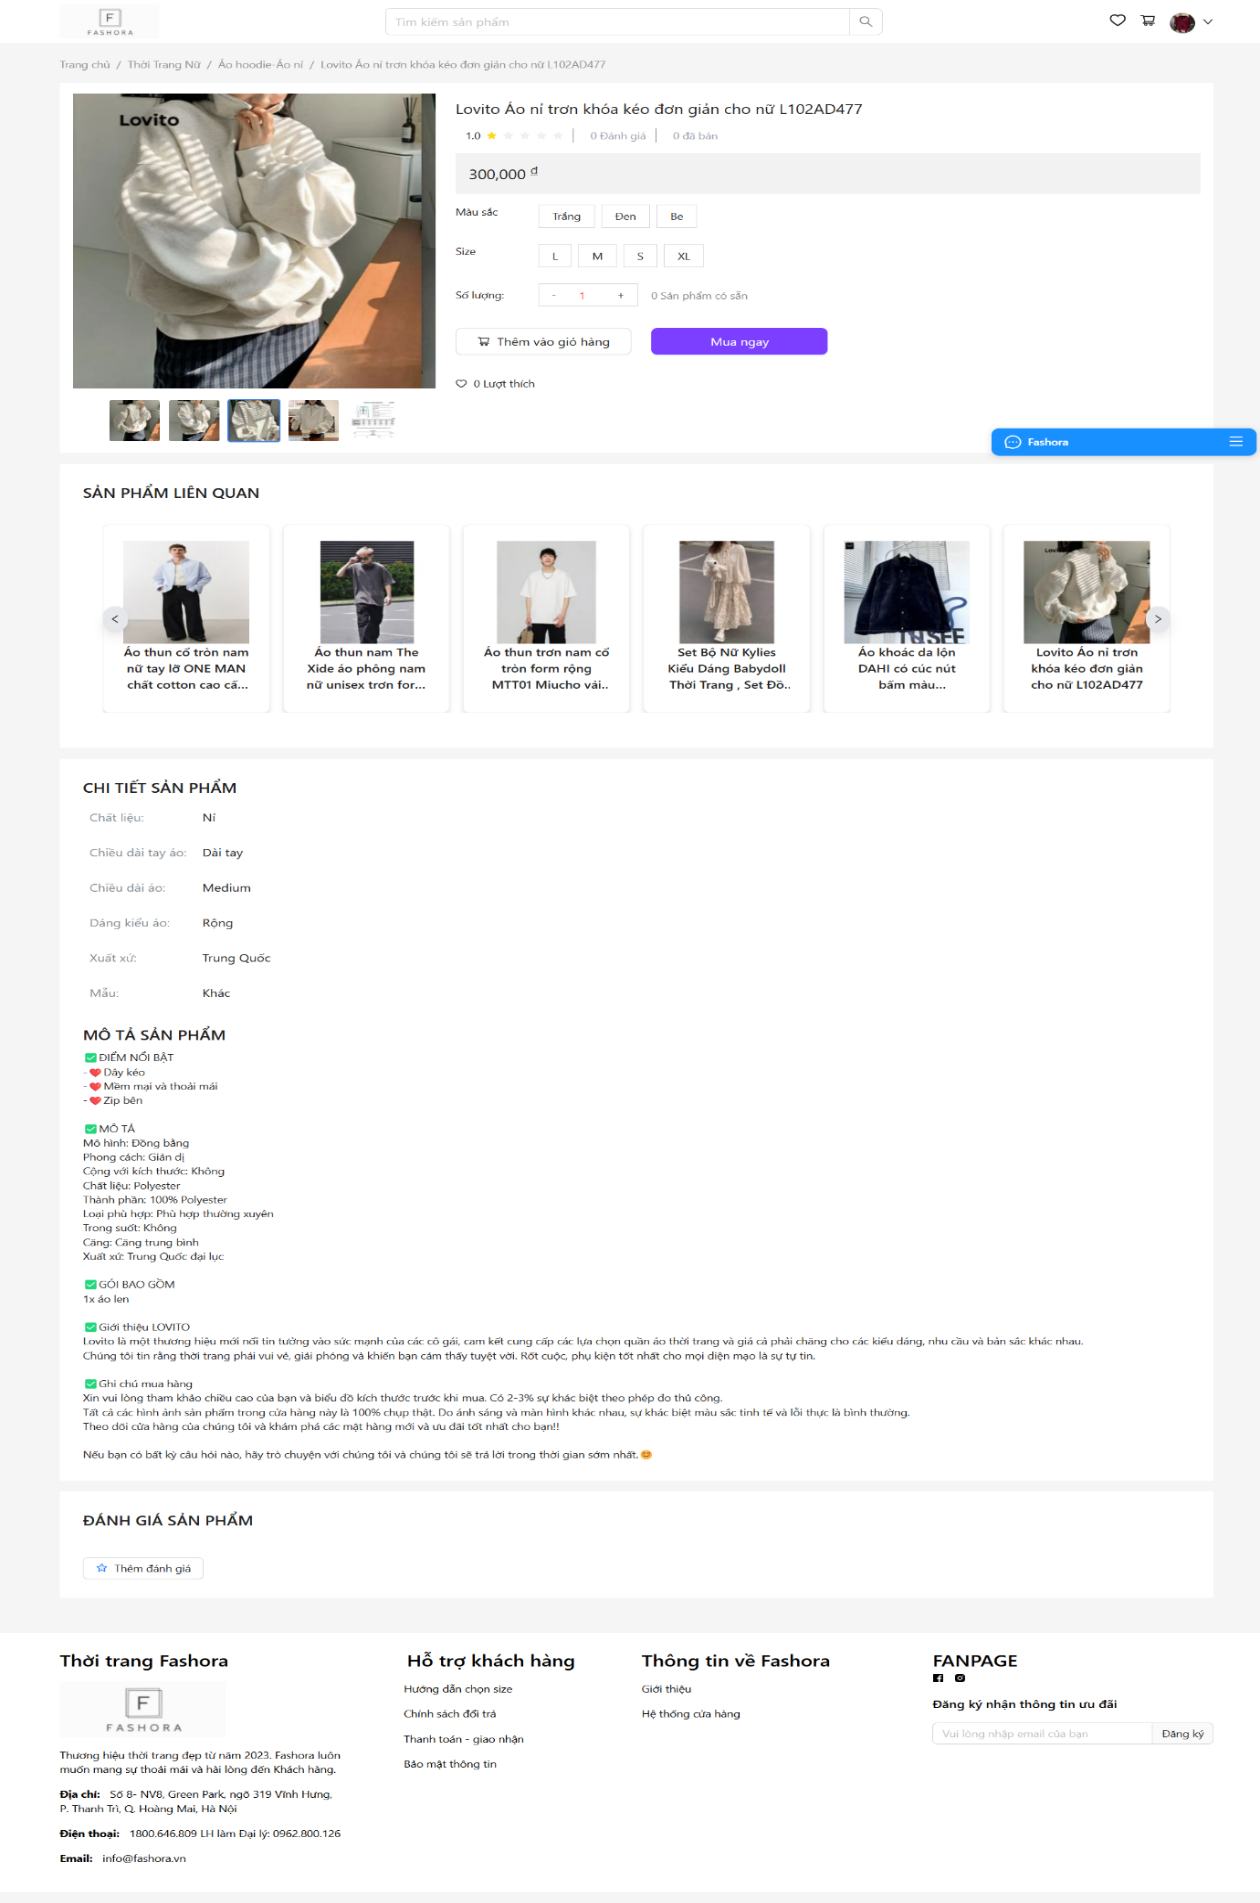 F
FASHORA
Tìm kiếm sản phẩm
Trang chủ / Thời Trang Nữ / Áo hoodie-Áo nỉ / Lovito Áo nỉ trơn khóa kéo đơn giản cho nữ L102AD477
Lovito
Lovito Áo nỉ trơn khóa kéo đơn giản cho nữ L102AD477
1.0 | 0 Đánh giá | 0 đã bán
300,000 ₫
Màu sắc Trắng Đen Be
Size L M S XL
Số lượng: - 1 + 0 Sản phẩm có sẵn
Thêm vào giỏ hàng Mua ngay
0 Lượt thích
Fashora
SẢN PHẨM LIÊN QUAN
Áo thun cổ tròn nam
nữ tay lỡ ONE MAN
chất cotton cao cấ...
Áo thun nam The
Xide áo phông nam
nữ unisex trơn for...
Áo thun trơn nam cổ
tròn form rộng
MTT01 Miucho vải..
Set Bộ Nữ Kylies
Kiểu Dáng Babydoll
Thời Trang , Set Đồ..
Áo khoác da lộn
DAHI có cúc nút
bấm màu...
Lovito Áo nỉ trơn
khóa kéo đơn giản
cho nữ L102AD477
CHI TIẾT SẢN PHẨM
Chất liệu: Nỉ
Chiều dài tay áo: Dài tay
Chiều dài áo: Medium
Dáng kiểu áo: Rộng
Xuất xứ: Trung Quốc
Mẫu: Khác
MÔ TẢ SẢN PHẨM
✅ĐIỂM NỔI BẬT
- ❤Dây kéo
- ❤Mềm mại và thoải mái
- ❤Zip bên
✅MÔ TẢ
Mô hình: Đồng bằng
Phong cách: Giản dị
Cộng với kích thước: Không
Chất liệu: Polyester
Thành phần: 100% Polyester
Loại phù hợp: Phù hợp thường xuyên
Trong suốt: Không
Căng: Căng trung bình
Xuất xứ: Trung Quốc đại lục
✅GÓI BAO GỒM
1x áo len
✅Giới thiệu LOVITO
Lovito là một thương hiệu mới nổi tin tưởng vào sức mạnh của các cô gái, cam kết cung cấp các lựa chọn quần áo thời trang và giá cả phải chăng cho các kiểu dáng, nhu cầu và bản sắc khác nhau.
Chúng tôi tin rằng thời trang phải vui vẻ, giải phóng và khiến bạn cảm thấy tuyệt vời. Rốt cuộc, phụ kiện tốt nhất cho mọi diện mạo là sự tự tin.
✅Ghi chú mua hàng
Xin vui lòng tham khảo chiều cao của bạn và biểu đồ kích thước trước khi mua. Có 2-3% sự khác biệt theo phép đo thủ công.
Tất cả các hình ảnh sản phẩm trong cửa hàng này là 100% chụp thật. Do ánh sáng và màn hình khác nhau, sự khác biệt màu sắc tinh tế và lỗi thực là bình thường.
Theo dõi cửa hàng của chúng tôi và khám phá các mặt hàng mới và ưu đãi tốt nhất cho bạn!!
Nếu bạn có bất kỳ câu hỏi nào, hãy trò chuyện với chúng tôi và chúng tôi sẽ trả lời trong thời gian sớm nhất.😊
ĐÁNH GIÁ SẢN PHẨM
Thêm đánh giá
Thời trang Fashora
F
FASHORA
Thương hiệu thời trang đẹp từ năm 2023. Fashora luôn
muốn mang sự thoải mái và hài lòng đến Khách hàng.
Địa chỉ: Số 8- NV8, Green Park, ngõ 319 Vĩnh Hưng,
P. Thanh Trì, Q. Hoàng Mai, Hà Nội
Điện thoại: 1800.646.809 LH làm Đại lý: 0962.800.126
Email: info@fashora.vn
Hỗ trợ khách hàng
Hướng dẫn chọn size
Chính sách đổi trả
Thanh toán - giao nhận
Bảo mật thông tin
Thông tin về Fashora
Giới thiệu
Hệ thống cửa hàng
FANPAGE
Đăng ký nhận thông tin ưu đãi
Vui lòng nhập email của bạn Đăng ký